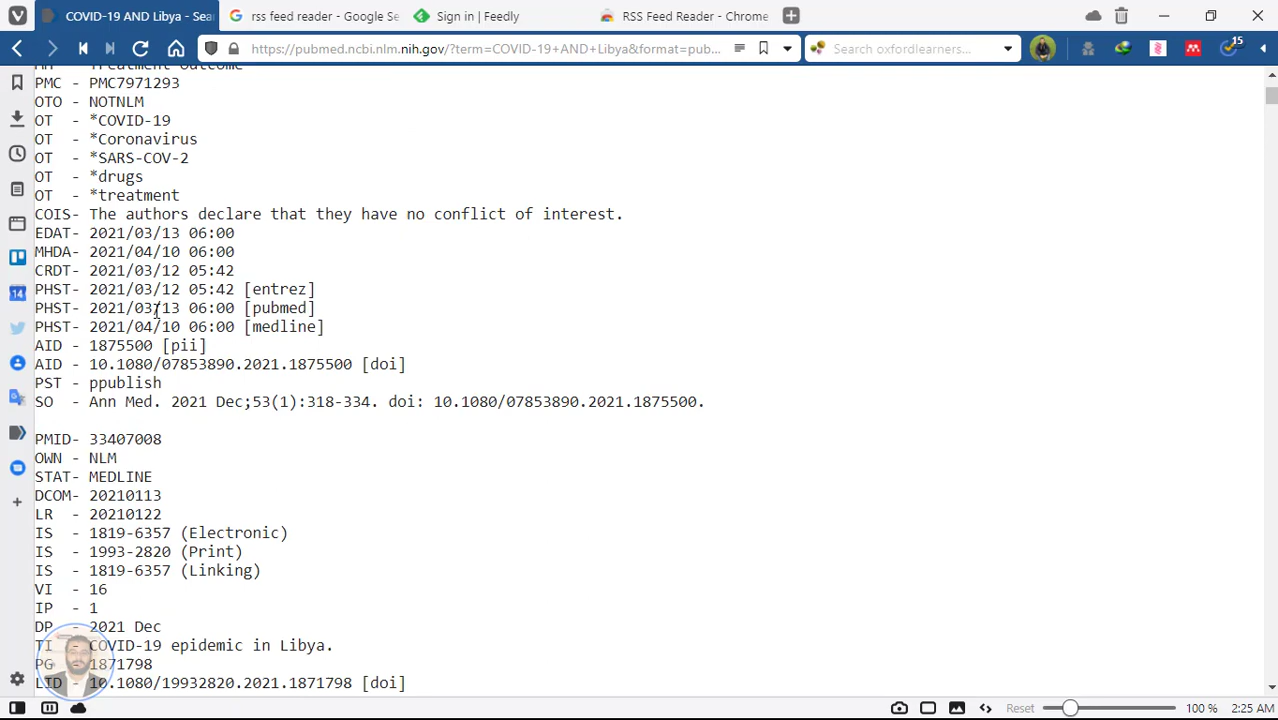 COVID-19 AND Libya - Sea
rss feed reader - Google Se
Sign in | Feedly
RSS Feed Reader - Chrome
https://pubmed.ncbi.nlm.nih.gov/?term=COVID-19+AND+Libya&format=pub...
Search oxfordlearners.
15
MH - Treatment Outcome
PMC - PMC7971293
OTO - NOTNLM
OT - *COVID-19
OT - *Coronavirus
OT - *SARS-COV-2
OT - *drugs
OT - *treatment
COIS- The authors declare that they have no conflict of interest.
EDAT- 2021/03/13 06:00
MHDA- 2021/04/10 06:00
CRDT- 2021/03/12 05:42
PHST- 2021/03/12 05:42 [entrez]
PHST- 2021/03/13 06:00 [pubmed]
PHST- 2021/04/10 06:00 [medline]
AID - 1875500 [pii]
AID - 10.1080/07853890.2021.1875500 [doi]
PST - ppublish
SO - Ann Med. 2021 Dec;53(1):318-334. doi: 10.1080/07853890.2021.1875500.
PMID- 33407008
OWN - NLM
STAT- MEDLINE
DCOM- 20210113
LR - 20210122
IS - 1819-6357 (Electronic)
IS - 1993-2820 (Print)
IS - 1819-6357 (Linking)
VI - 16
IP - 1
DP - 2021 Dec
TI - COVID-19 epidemic in Libya.
PG - 1871798
LID - 10.1080/19932820.2021.1871798 [doi]
14
Reset
100 %
2:25 AM